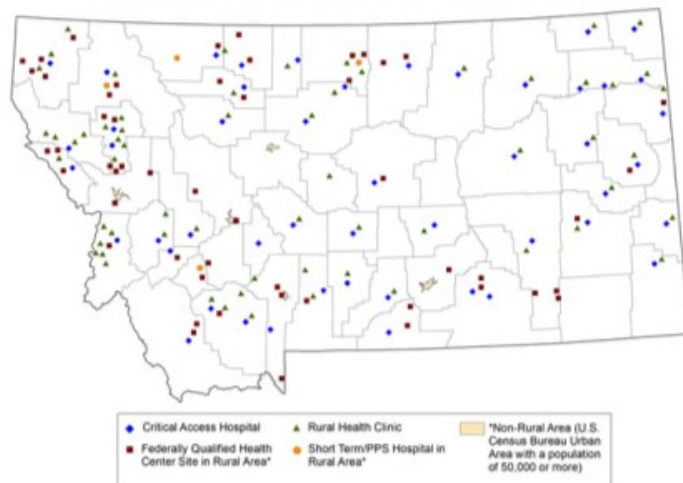 Critical Access Hospital
Rural Health Clinic
*Non-Rural Area (U.S.
Census Bureau Urban
Area with a population
of 50,000 or more)
Federally Qualified Health
Center Site in Rural Area*
Short Term/PPS Hospital in
Rural Area*